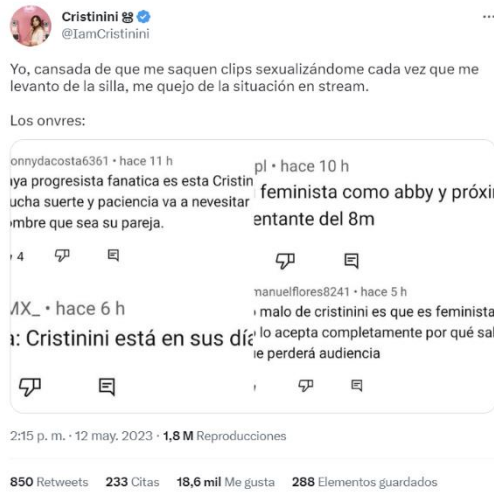 Cristinini
@IamCristinini
Yo, cansada de que me saquen clips sexualizándome cada vez que me
levanto de la silla, me quejo de la situación en stream.
Los onvres:
onnydacosta6361 • hace 11 h
aya progresista fanatica es esta Cristin
ucha suerte y paciencia va a nevesitar
ombre que sea su pareja.
4
pl • hace 10 h
feminista como abby y próxi
entante del 8m
MX_ • hace 6 h
a: Cristinini está en sus día
manuelflores8241 • hace 5 h
malo de cristinini es que es feminista
lo acepta completamente por qué sal
e perderá audiencia
2:15 p. m. · 12 may. 2023 · 1,8 M Reproducciones
850 Retweets 233 Citas 18,6 mil Me gusta 288 Elementos guardados